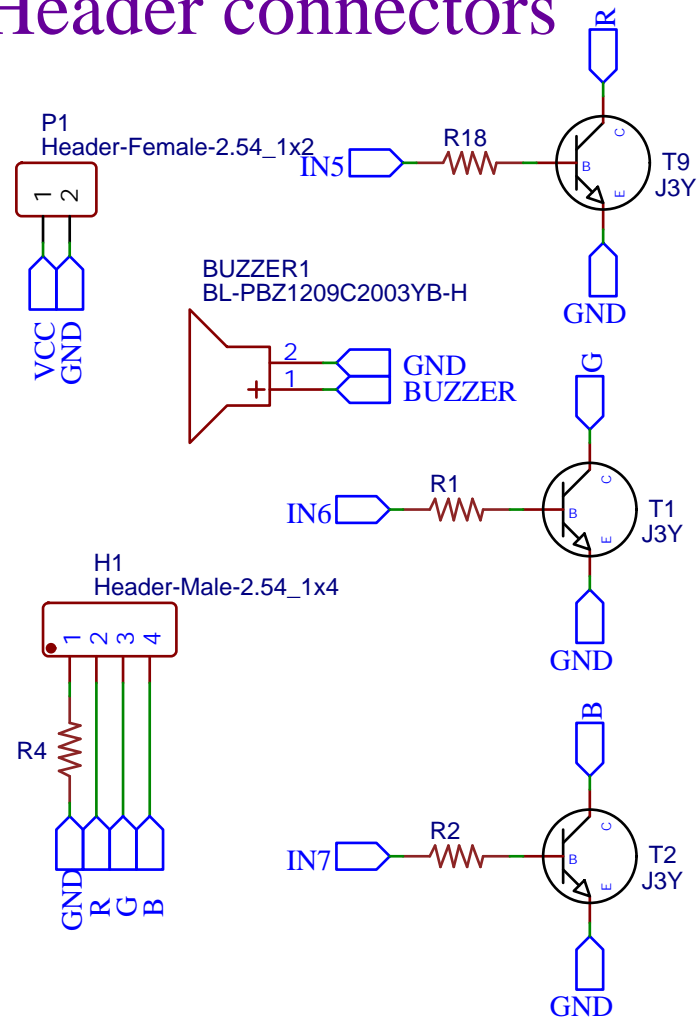 Header connectors
P1
Header-Female-2.54_1x2
1
2
VCC
GND
IN5
R18
R
C
B
E
T9
J3Y
GND
BUZZER1
BL-PBZ1209C2003YB-H
2
1
+
GND
BUZZER
IN6
R1
G
C
B
E
T1
J3Y
GND
H1
Header-Male-2.54_1x4
1
2
3
4
R4
GND
R
G
B
IN7
R2
B
C
B
E
T2
J3Y
GND